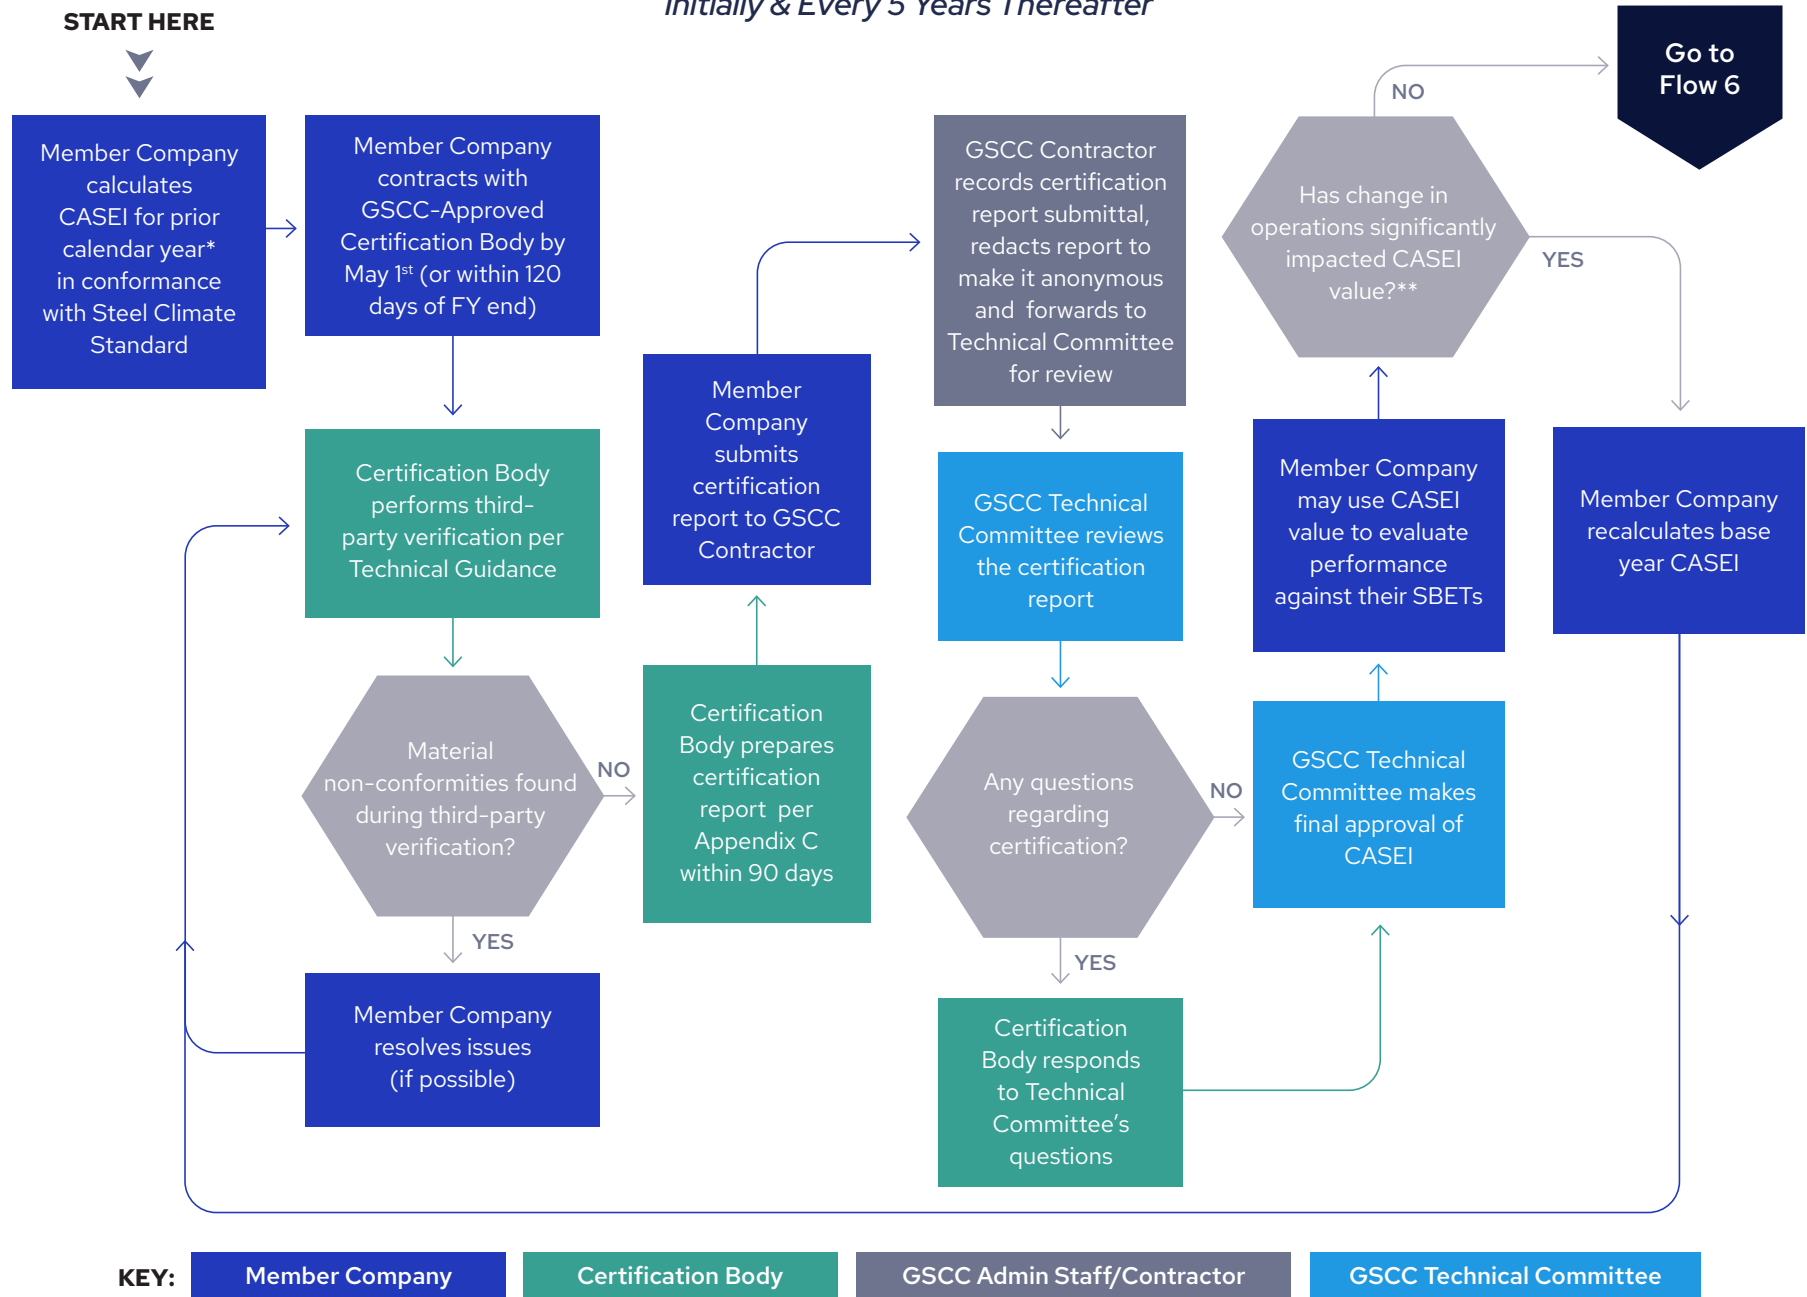 Initially & Every 5 Years Thereafter
START HERE
Member Company
calculates
CASEI for prior
calendar year*
in conformance
with Steel Climate
Standard
Member Company
contracts with
GSCC-Approved
Certification Body by
May 1st (or within 120
days of FY end)
Certification Body
performs third-
party verification per
Technical Guidance
Material
non-conformities found
during third-party
verification?
NO
YES
Member Company
resolves issues
(if possible)
Certification
Body prepares
certification
report per
Appendix C
within 90 days
Member
Company
submits
certification
report to GSCC
Contractor
GSCC Contractor
records certification
report submittal,
redacts report to
make it anonymous
and forwards to
Technical Committee
for review
GSCC Technical
Committee reviews
the certification
report
Any questions
regarding
certification?
NO
YES
Certification
Body responds
to Technical
Committee’s
questions
GSCC Technical
Committee makes
final approval of
CASEI
Member Company
may use CASEI
value to evaluate
performance
against their SBETs
Has change in
operations significantly
impacted CASEI
value?**
NO
YES
Go to
Flow 6
Member Company
recalculates base
year CASEI
KEY:
Member Company
Certification Body
GSCC Admin Staff/Contractor
GSCC Technical Committee